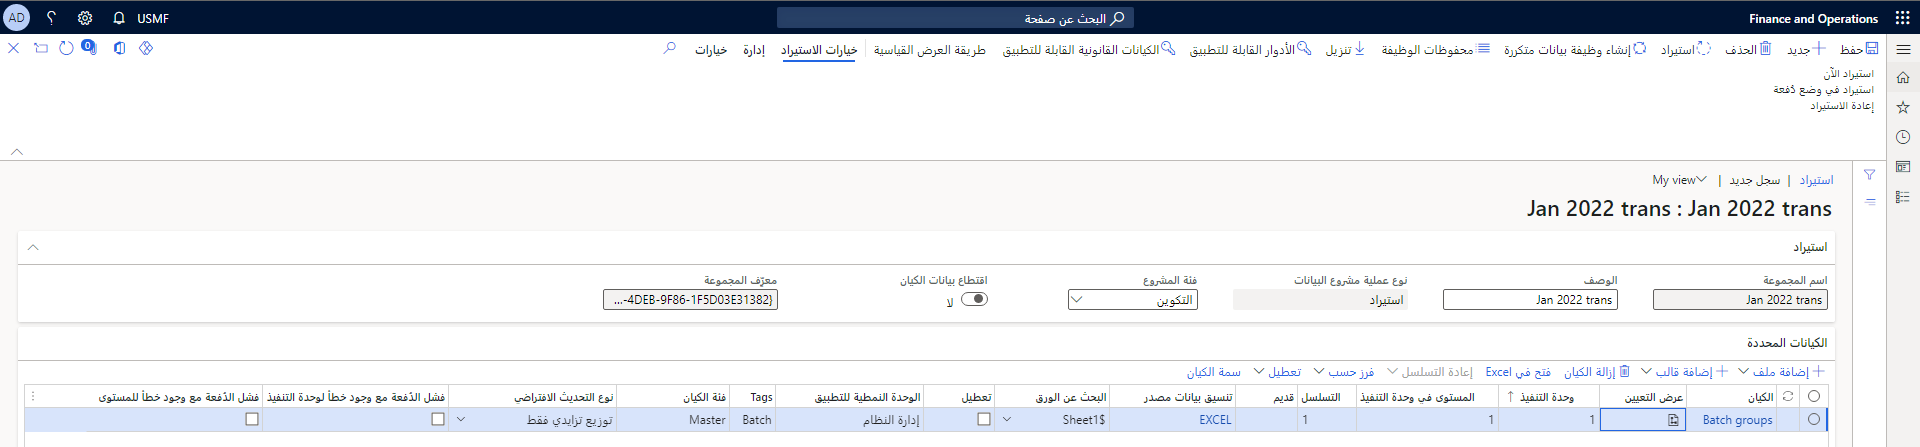 Finance and Operations
البحث عن صفحة
USMF
؟
AD
حفظ
جديد
الحذف
استيراد
إنشاء وظيفة بيانات متكررة
محفوظات الوظيفة
تنزيل
الأدوار القابلة للتطبيق
الكيانات القانونية القابلة للتطبيق
طريقة العرض القياسية
خيارات الاستيراد
إدارة
خيارات
0
استيراد الآن
استيراد في وضع دُفعة
إعادة الاستيراد
استيراد | سجل جديد | My view
Jan 2022 trans : Jan 2022 trans
استيراد
اسم المجموعة
الوصف
نوع عملية مشروع البيانات
فئة المشروع
اقتطاع بيانات الكيان
معرّف المجموعة
Jan 2022 trans
Jan 2022 trans
استيراد
التكوين
لا
...-4DEB-9F86-1F5D03E31382}
الكيانات المحددة
إضافة ملف
إضافة قالب
إزالة الكيان
فتح في Excel
إعادة التسلسل
فرز حسب
تعطيل
سمة الكيان
الكيان
عرض التعيين
وحدة التنفيذ
المستوى في وحدة التنفيذ
التسلسل
قديم
تنسيق بيانات مصدر
البحث عن الورق
تعطيل
الوحدة النمطية للتطبيق
Tags
فئة الكيان
نوع التحديث الافتراضي
فشل الدُفعة مع وجود خطأ لوحدة التنفيذ
فشل الدُفعة مع وجود خطأ للمستوى
Batch groups
1
1
1
EXCEL
Sheet1$
إدارة النظام
Batch
Master
توزيع تزايدي فقط